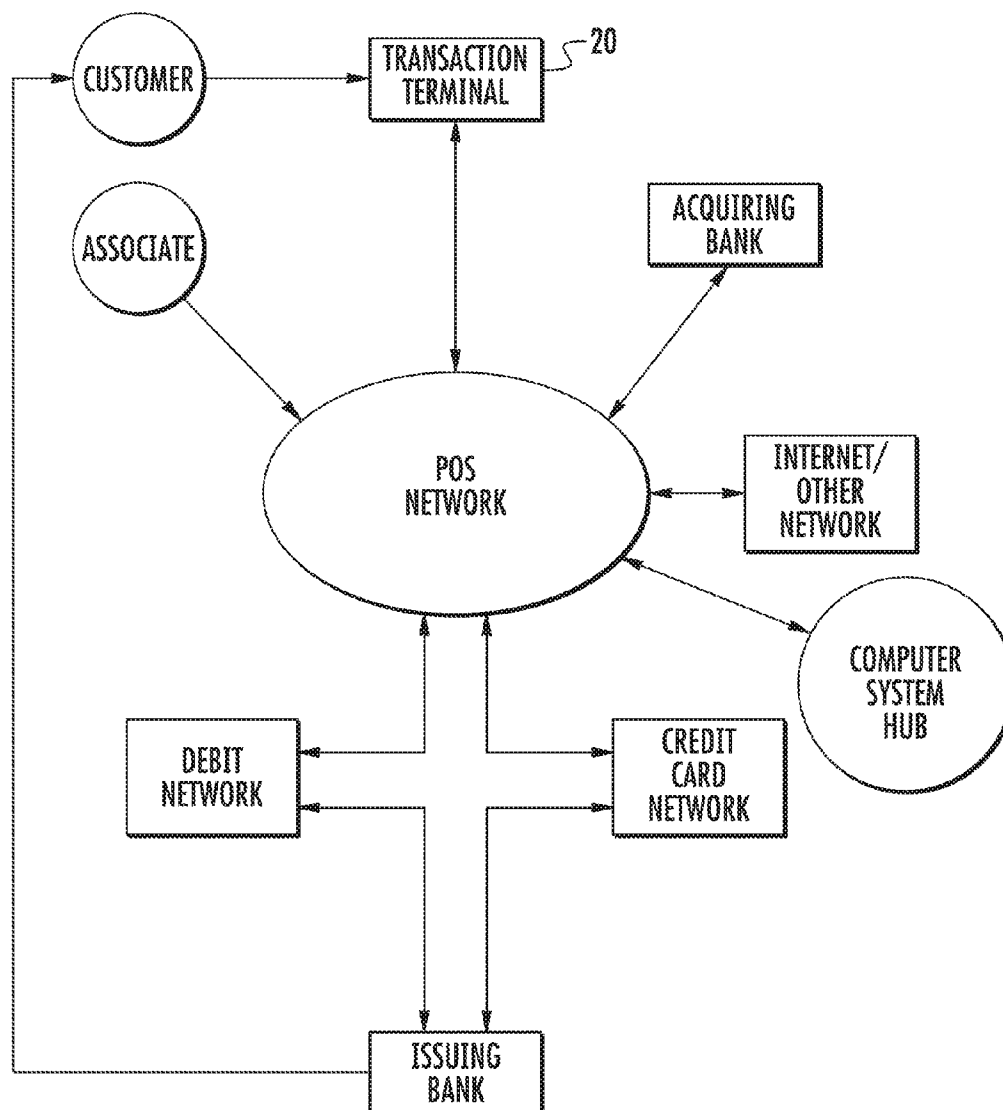 CUSTOMER
TRANSACTION
TERMINAL
20
ASSOCIATE
ACQUIRING
BANK
POS
NETWORK
INTERNET/
OTHER
NETWORK
COMPUTER
SYSTEM
HUB
DEBIT
NETWORK
CREDIT
CARD
NETWORK
ISSUING
BANK